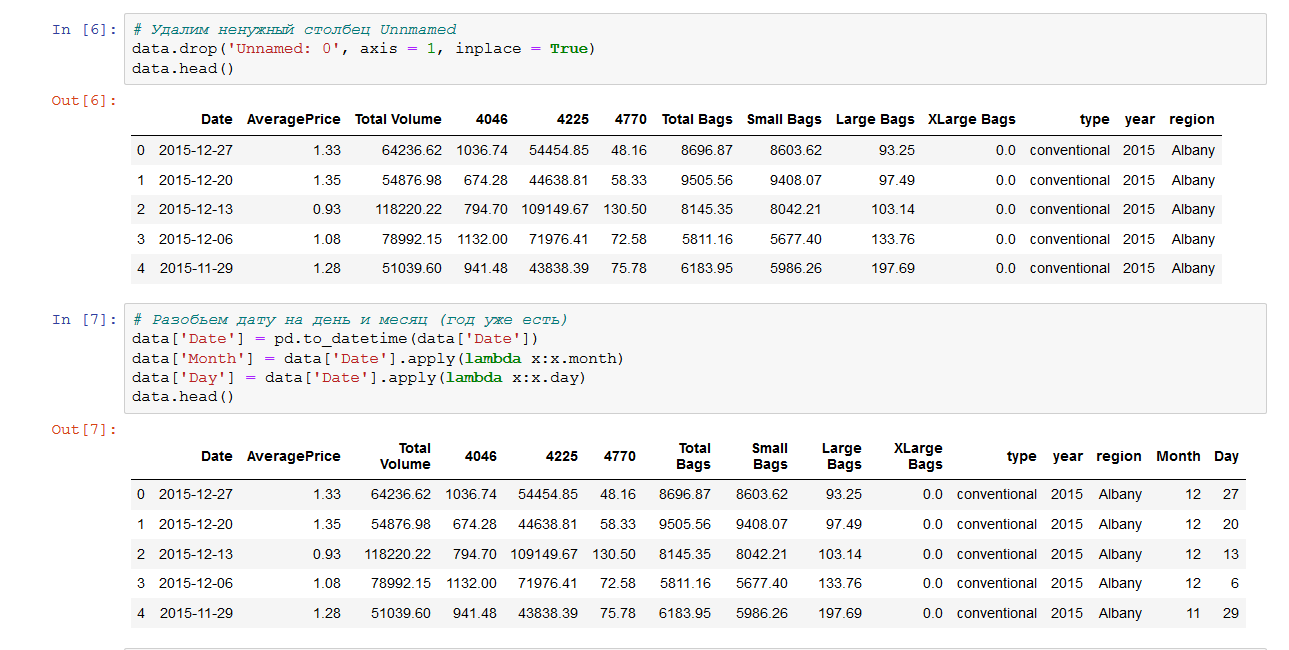 In [6]: # Удалим ненужный столбец Unnmamed
data.drop('Unnamed: 0', axis = 1, inplace = True)
data.head()
Out[6]:
Date AveragePrice Total Volume 4046 4225 4770 Total Bags Small Bags Large Bags XLarge Bags type year region
0 2015-12-27 1.33 64236.62 1036.74 54454.85 48.16 8696.87 8603.62 93.25 0.0 conventional 2015 Albany
1 2015-12-20 1.35 54876.98 674.28 44638.81 58.33 9505.56 9408.07 97.49 0.0 conventional 2015 Albany
2 2015-12-13 0.93 118220.22 794.70 109149.67 130.50 8145.35 8042.21 103.14 0.0 conventional 2015 Albany
3 2015-12-06 1.08 78992.15 1132.00 71976.41 72.58 5811.16 5677.40 133.76 0.0 conventional 2015 Albany
4 2015-11-29 1.28 51039.60 941.48 43838.39 75.78 6183.95 5986.26 197.69 0.0 conventional 2015 Albany
In [7]: # Разобьем дату на день и месяц (год уже есть)
data['Date'] = pd.to_datetime(data['Date'])
data['Month'] = data['Date'].apply(lambda x:x.month)
data['Day'] = data['Date'].apply(lambda x:x.day)
data.head()
Out[7]:
Date AveragePrice Total Volume 4046 4225 4770 Total Bags Small Bags Large Bags XLarge Bags type year region Month Day
0 2015-12-27 1.33 64236.62 1036.74 54454.85 48.16 8696.87 8603.62 93.25 0.0 conventional 2015 Albany 12 27
1 2015-12-20 1.35 54876.98 674.28 44638.81 58.33 9505.56 9408.07 97.49 0.0 conventional 2015 Albany 12 20
2 2015-12-13 0.93 118220.22 794.70 109149.67 130.50 8145.35 8042.21 103.14 0.0 conventional 2015 Albany 12 13
3 2015-12-06 1.08 78992.15 1132.00 71976.41 72.58 5811.16 5677.40 133.76 0.0 conventional 2015 Albany 12 6
4 2015-11-29 1.28 51039.60 941.48 43838.39 75.78 6183.95 5986.26 197.69 0.0 conventional 2015 Albany 11 29